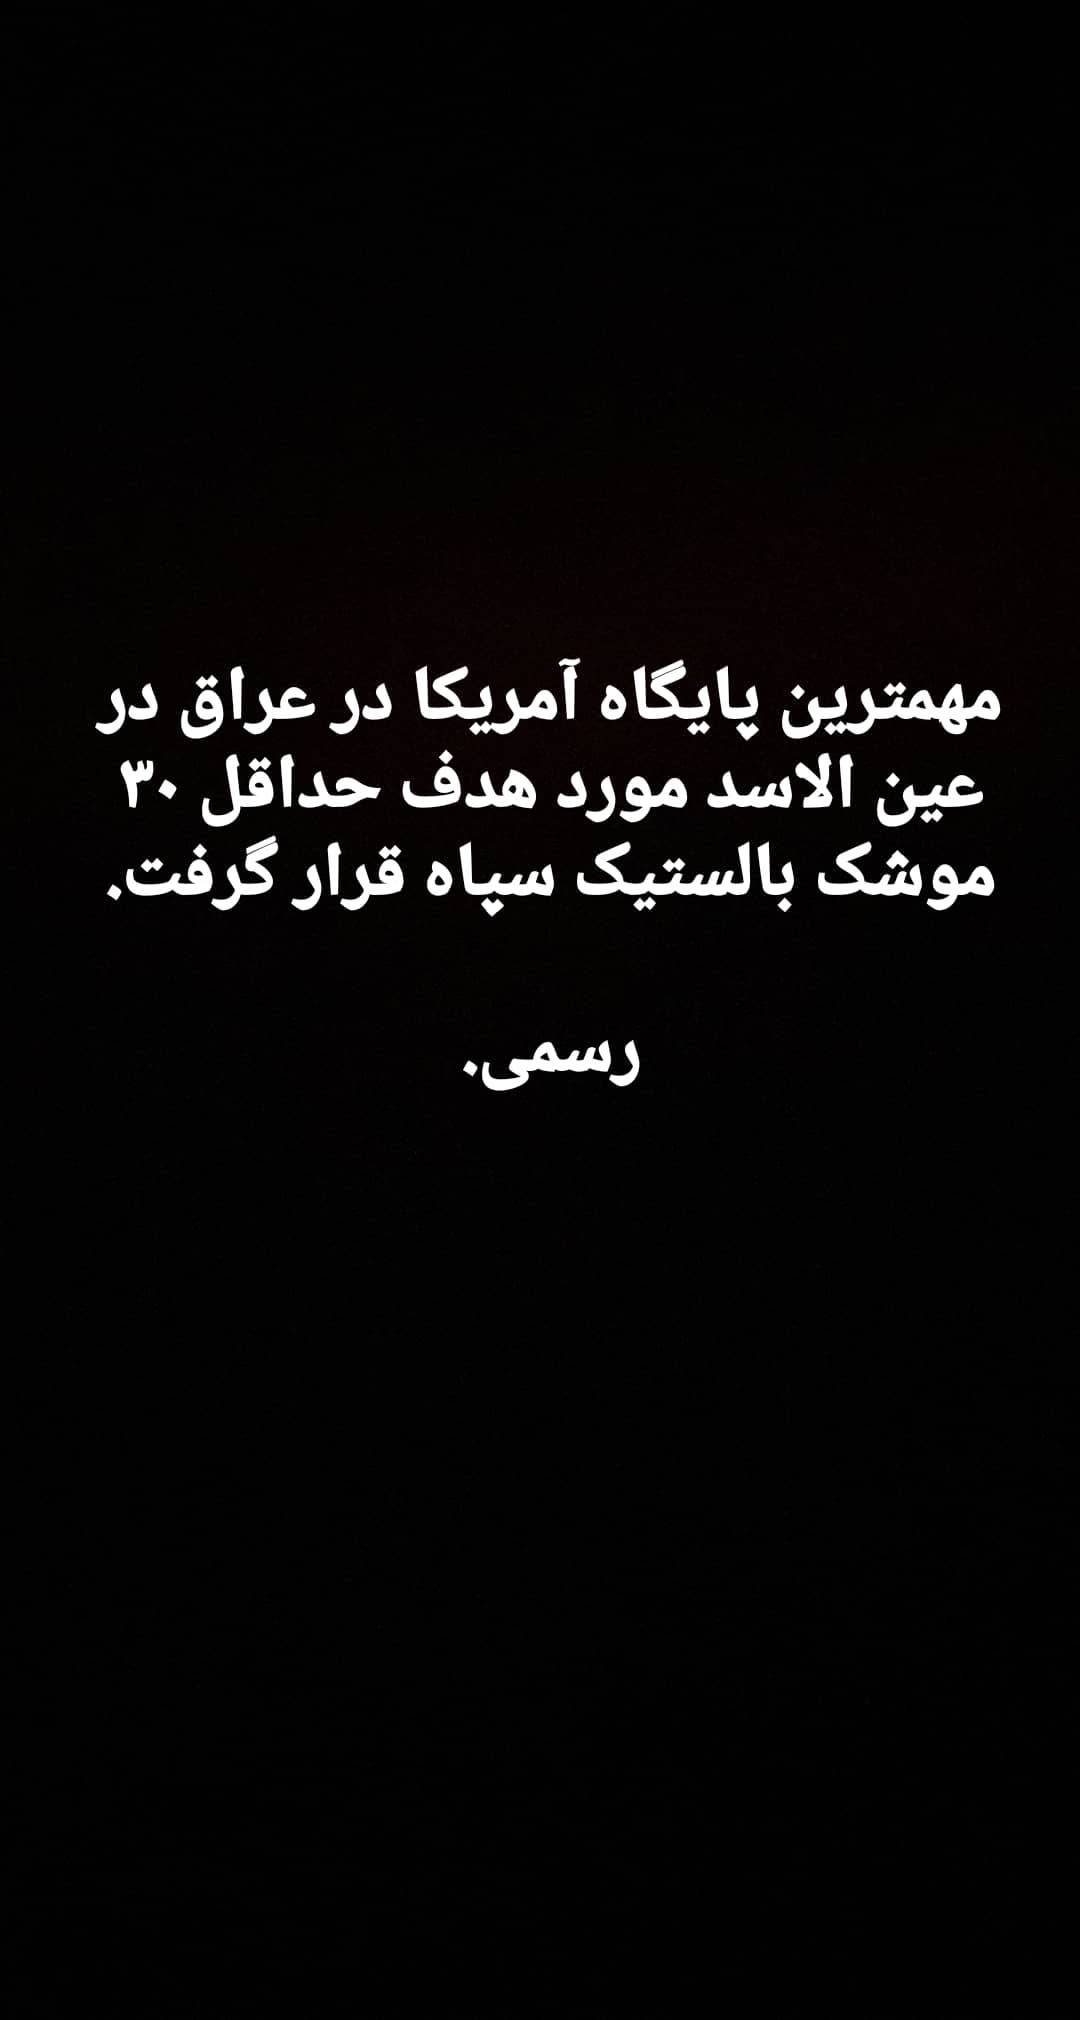 مهمترین پایگاه آمریکا در عراق در
عین الاسد مورد هدف حداقل ۳۰
موشک بالستیک سپاه قرار گرفت.
رسمی.